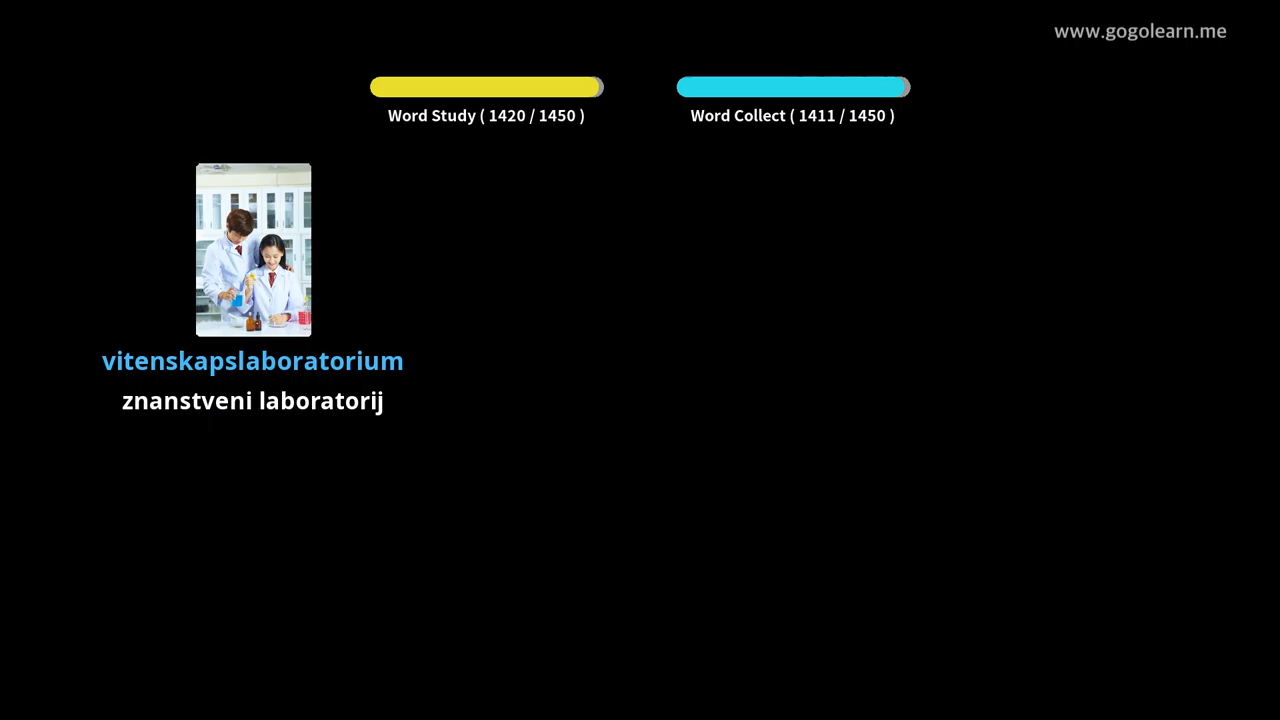 www.gogolearn.me
Word Study ( 1420 / 1450 )
Word Collect ( 1411 / 1450 )
vitenskapslaboratorium
znanstveni laboratorij